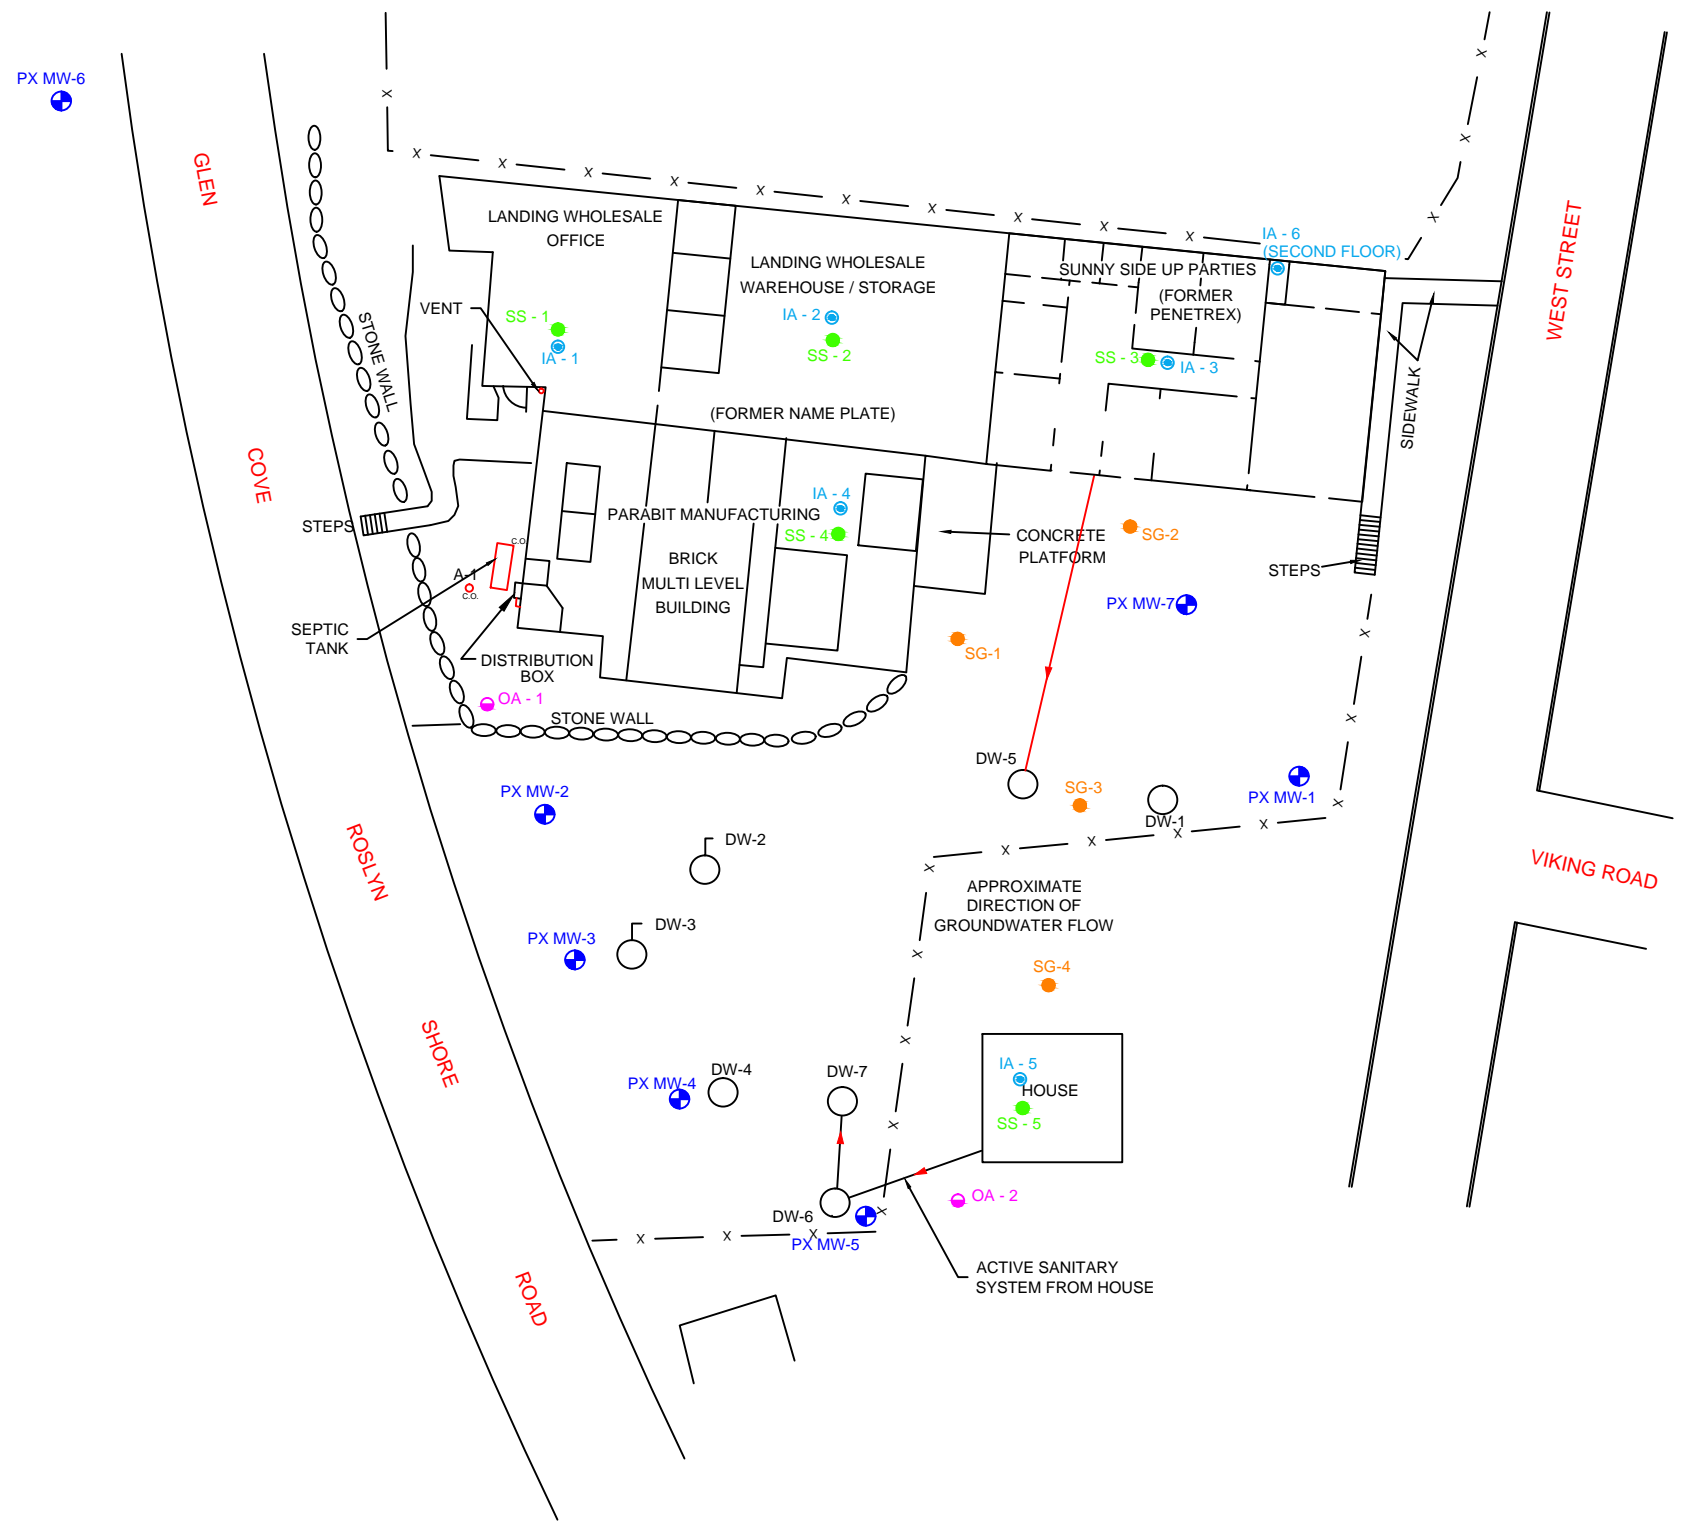 PX MW-6
GLEN
COVE
ROSLYN
SHORE
ROAD
STONE WALL
LANDING WHOLESALE
OFFICE
LANDING WHOLESALE
WAREHOUSE / STORAGE
IA - 6
(SECOND FLOOR)
SUNNY SIDE UP PARTIES
(FORMER
PENETREX)
WEST STREET
VENT
SS - 1
IA - 1
IA - 2
SS - 2
SS - 3
IA - 3
(FORMER NAME PLATE)
SIDEWALK
STEPS
IA - 4
PARABIT MANUFACTURING
SS - 4
BRICK
MULTI LEVEL
BUILDING
CONCRETE
PLATFORM
SG-2
STEPS
C.O.
A-1
C.O.
SEPTIC
TANK
DISTRIBUTION
BOX
PX MW-7
SG-1
OA - 1
STONE WALL
DW-5
SG-3
DW-1
PX MW-1
PX MW-2
DW-2
VIKING ROAD
APPROXIMATE
DIRECTION OF
GROUNDWATER FLOW
DW-3
PX MW-3
SG-4
PX MW-4
DW-4
DW-7
IA - 5
HOUSE
SS - 5
OA - 2
DW-6
PX MW-5
ACTIVE SANITARY
SYSTEM FROM HOUSE